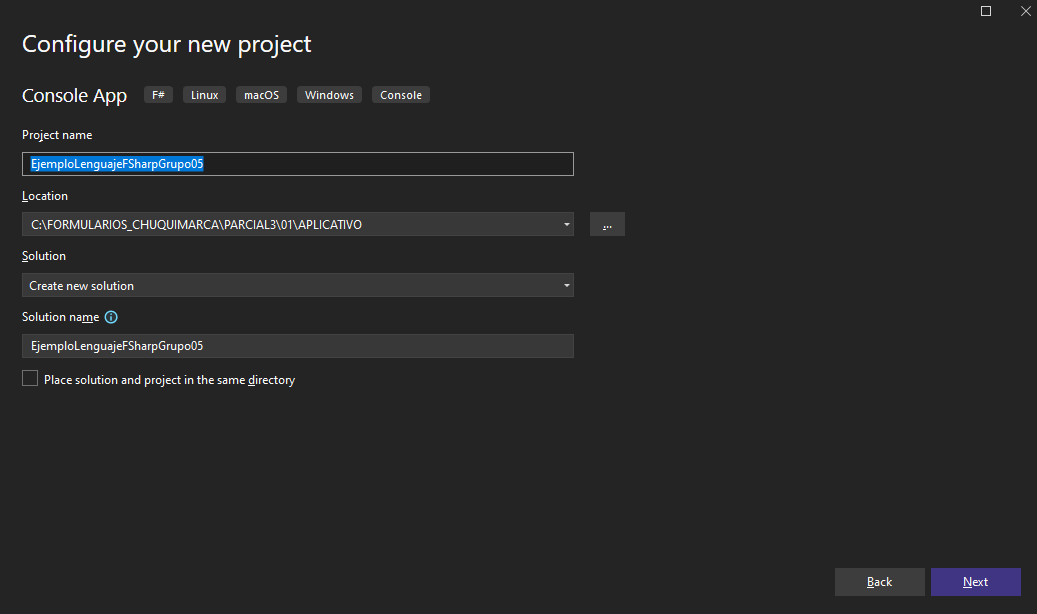 Configure your new project
Console App F# Linux macOS Windows Console
Project name
EjemploLenguajeFSharpGrupo05
Location
C:\FORMULARIOS_CHUQUIMARCA\PARCIAL3\01\APLICATIVO
...
Solution
Create new solution
Solution name
EjemploLenguajeFSharpGrupo05
Place solution and project in the same directory
Back Next